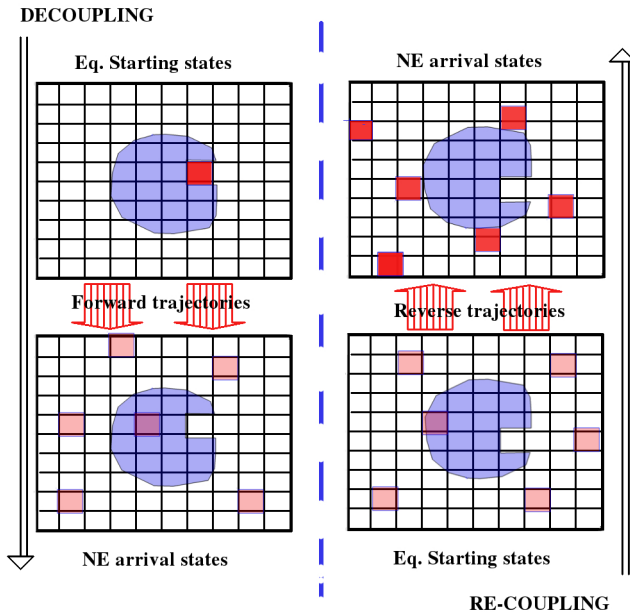 DECOUPLING
Eq. Starting states
NE arrival states
Forward trajectories
Reverse trajectories
NE arrival states
Eq. Starting states
RE-COUPLING